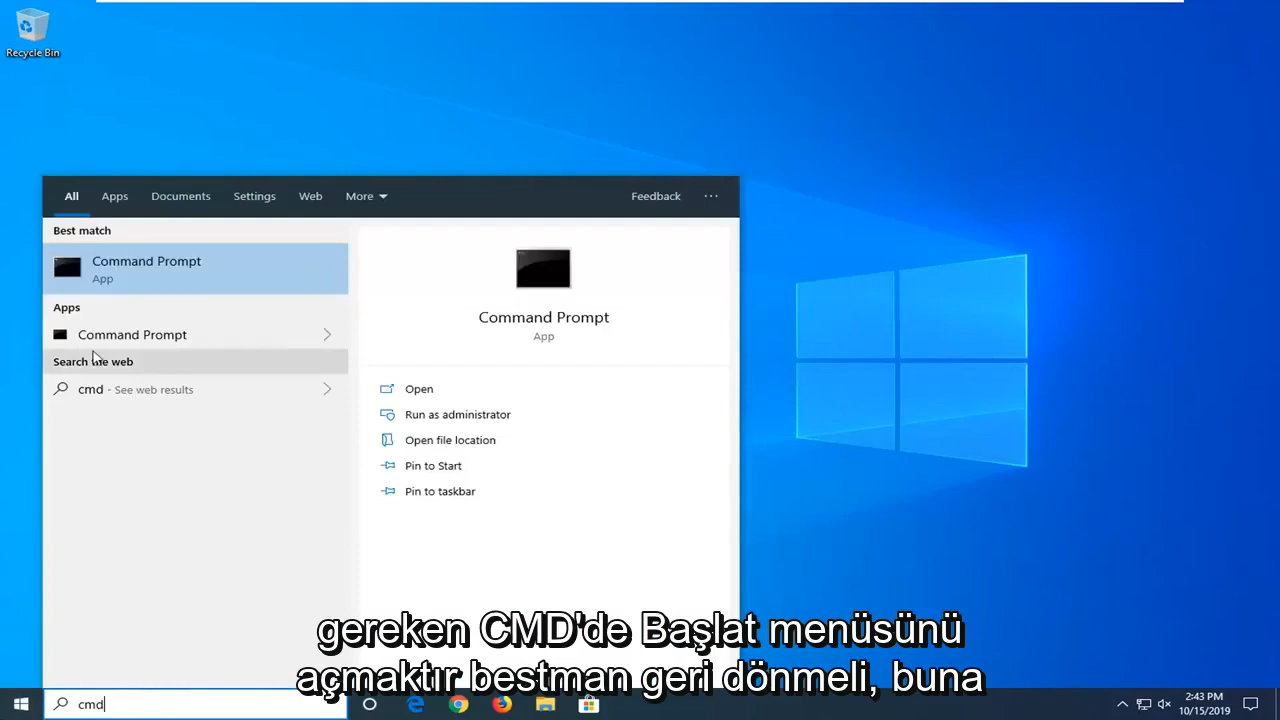 Recycle Bin
All Apps Documents Settings Web More Feedback ...
Best match
Command Prompt
App
Apps
Command Prompt
Search the web
cmd - See web results
Command Prompt
App
Open
Run as administrator
Open file location
Pin to Start
Pin to taskbar
gereken CMD'de Başlat menüsünü
açmaktır bestman geri dönmeli, buna
cmd
2:43 PM
10/15/2019